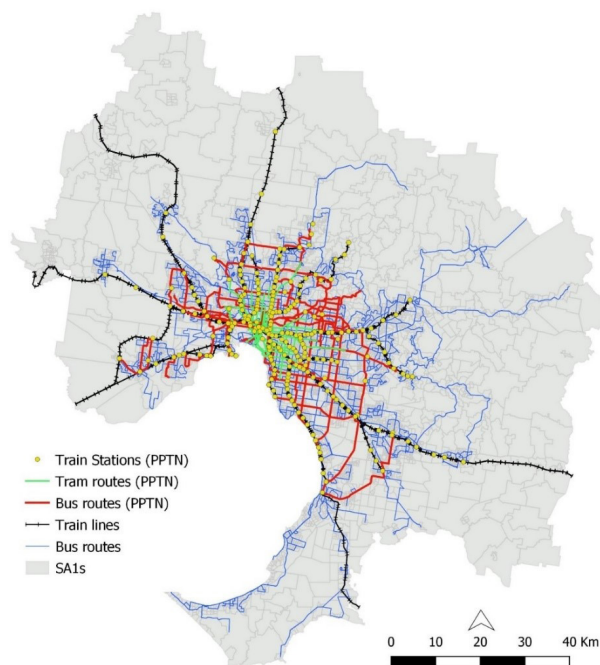 Train Stations (PPTN)
Tram routes (PPTN)
Bus routes (PPTN)
Train lines
Bus routes
SA1s
0 10 20 30 40 Km